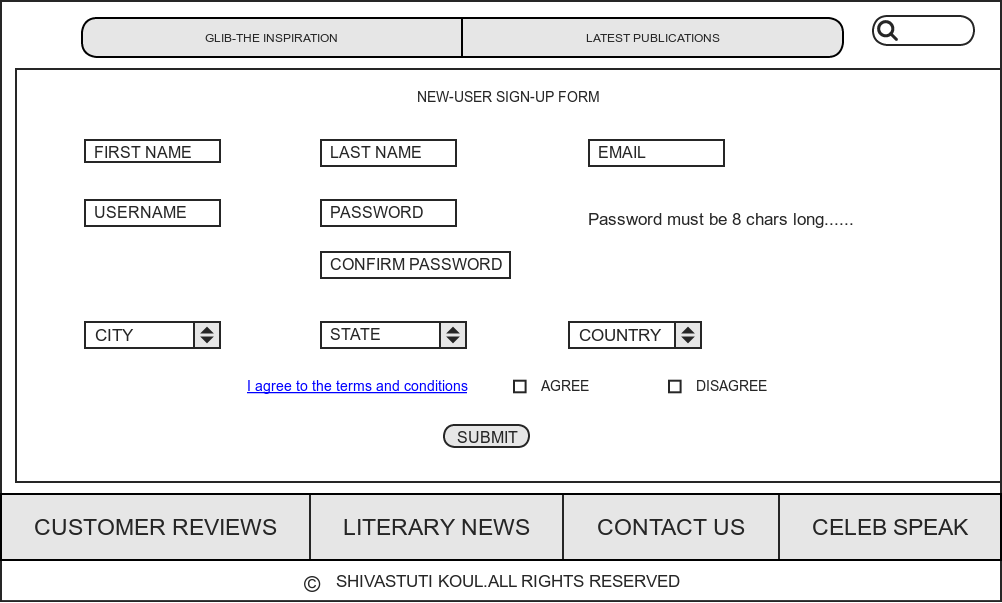 GLIB-THE INSPIRATION LATEST PUBLICATIONS
NEW-USER SIGN-UP FORM
FIRST NAME LAST NAME EMAIL
USERNAME PASSWORD Password must be 8 chars long......
CONFIRM PASSWORD
CITY STATE COUNTRY
I agree to the terms and conditions AGREE DISAGREE
SUBMIT
CUSTOMER REVIEWS LITERARY NEWS CONTACT US CELEB SPEAK
© SHIVASTUTI KOUL.ALL RIGHTS RESERVED